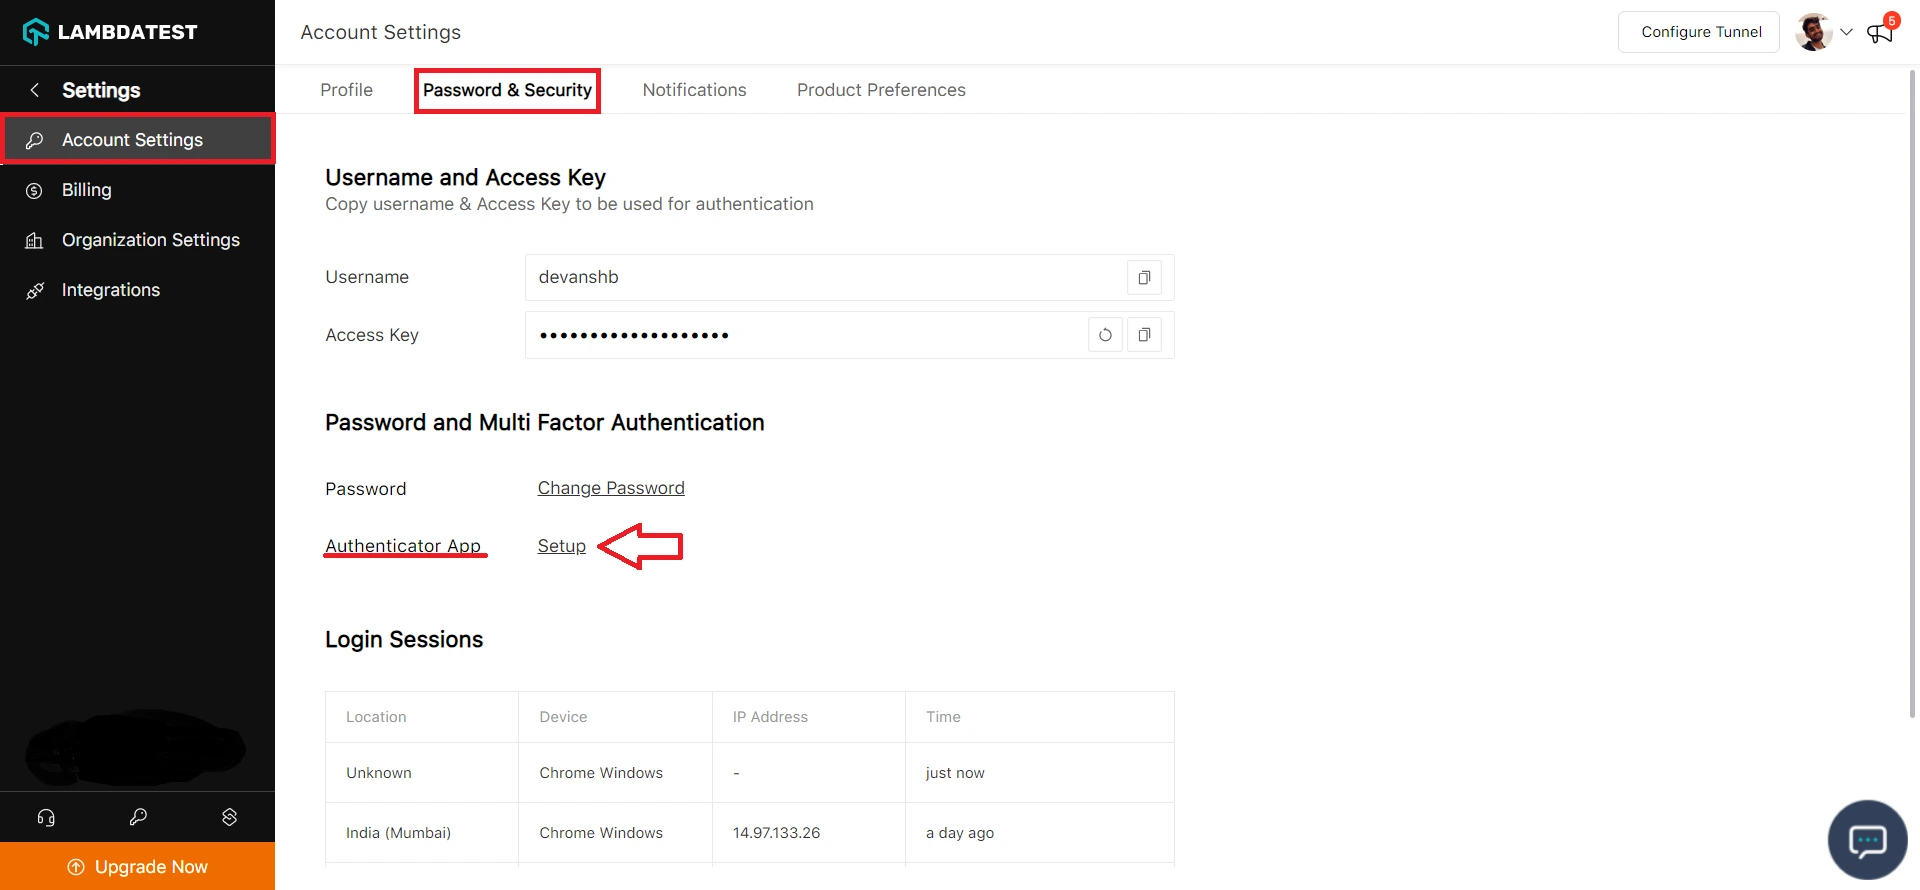 LAMBDATEST
Settings
Account Settings
Billing
Organization Settings
Integrations
Upgrade Now
Account Settings
Configure Tunnel
5
Profile
Password & Security
Notifications
Product Preferences
Username and Access Key
Copy username & Access Key to be used for authentication
Username devanshb
Access Key •••••••••••••••••••
Password and Multi Factor Authentication
Password Change Password
Authenticator App Setup
Login Sessions
Location Device IP Address Time
Unknown Chrome Windows - just now
India (Mumbai) Chrome Windows 14.97.133.26 a day ago